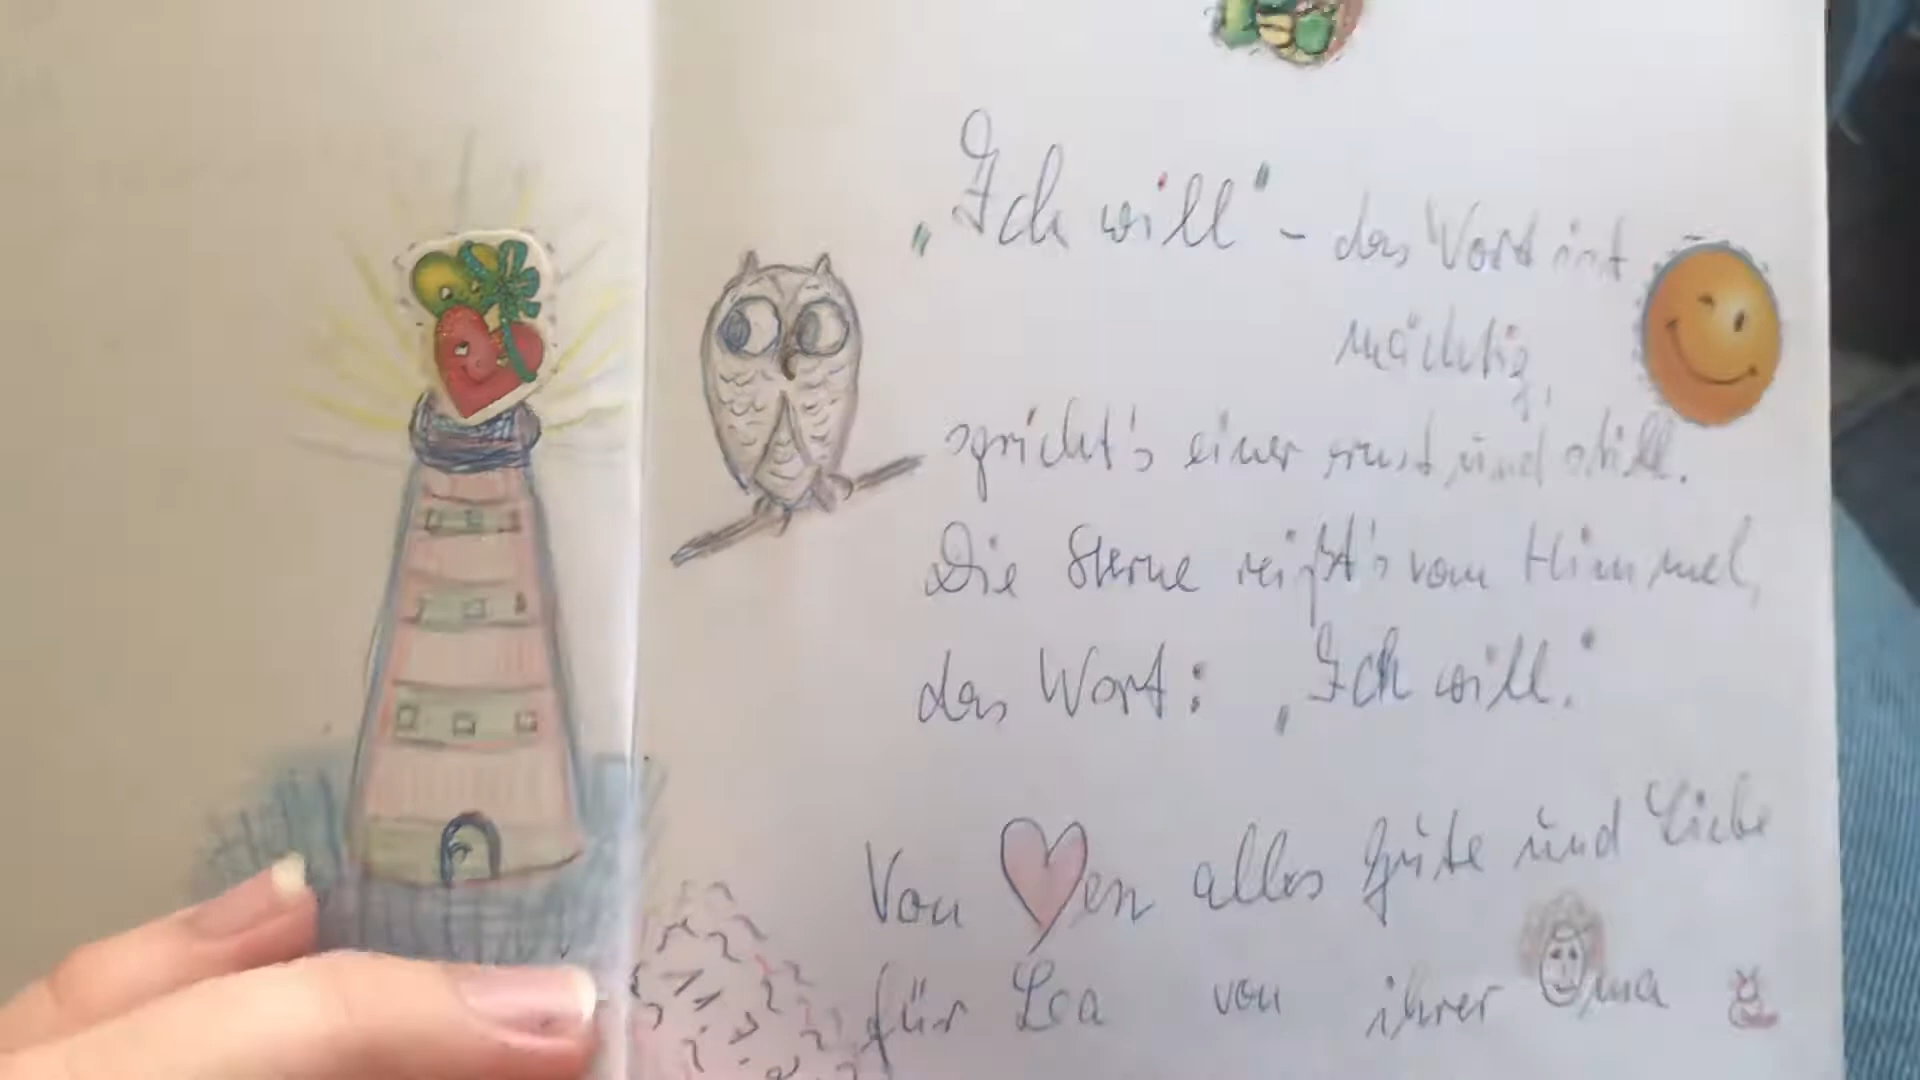 „Ich will" - das Wort ist
mächtig,
spricht's einer ernst und still.
Die Sterne reißt's vom Himmel,
das Wort: „Ich will."
Von en alles Gute und Liebe
für Lea von ihrer Oma